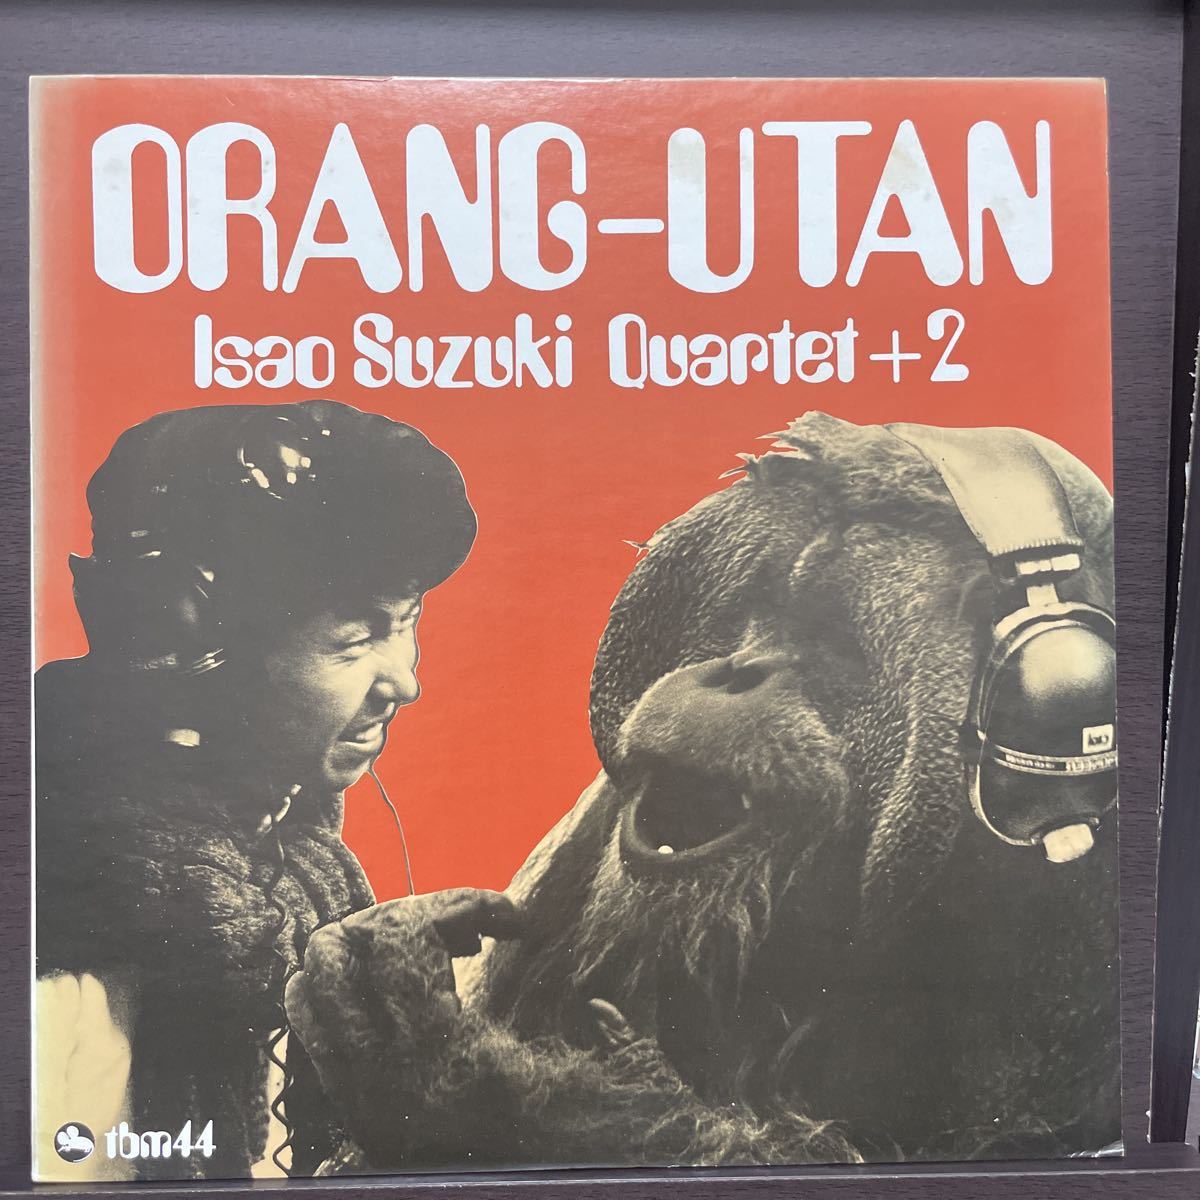 ORANG-UTAN
Isao Suzuki Quartet +2
tbm44